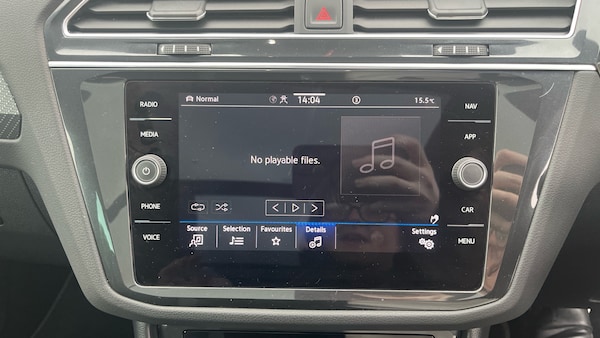 Normal 14:04 15.5°C
RADIO
MEDIA
PHONE
VOICE
NAV
APP
CAR
MENU
No playable files.
Source Selection Favourites Details Settings